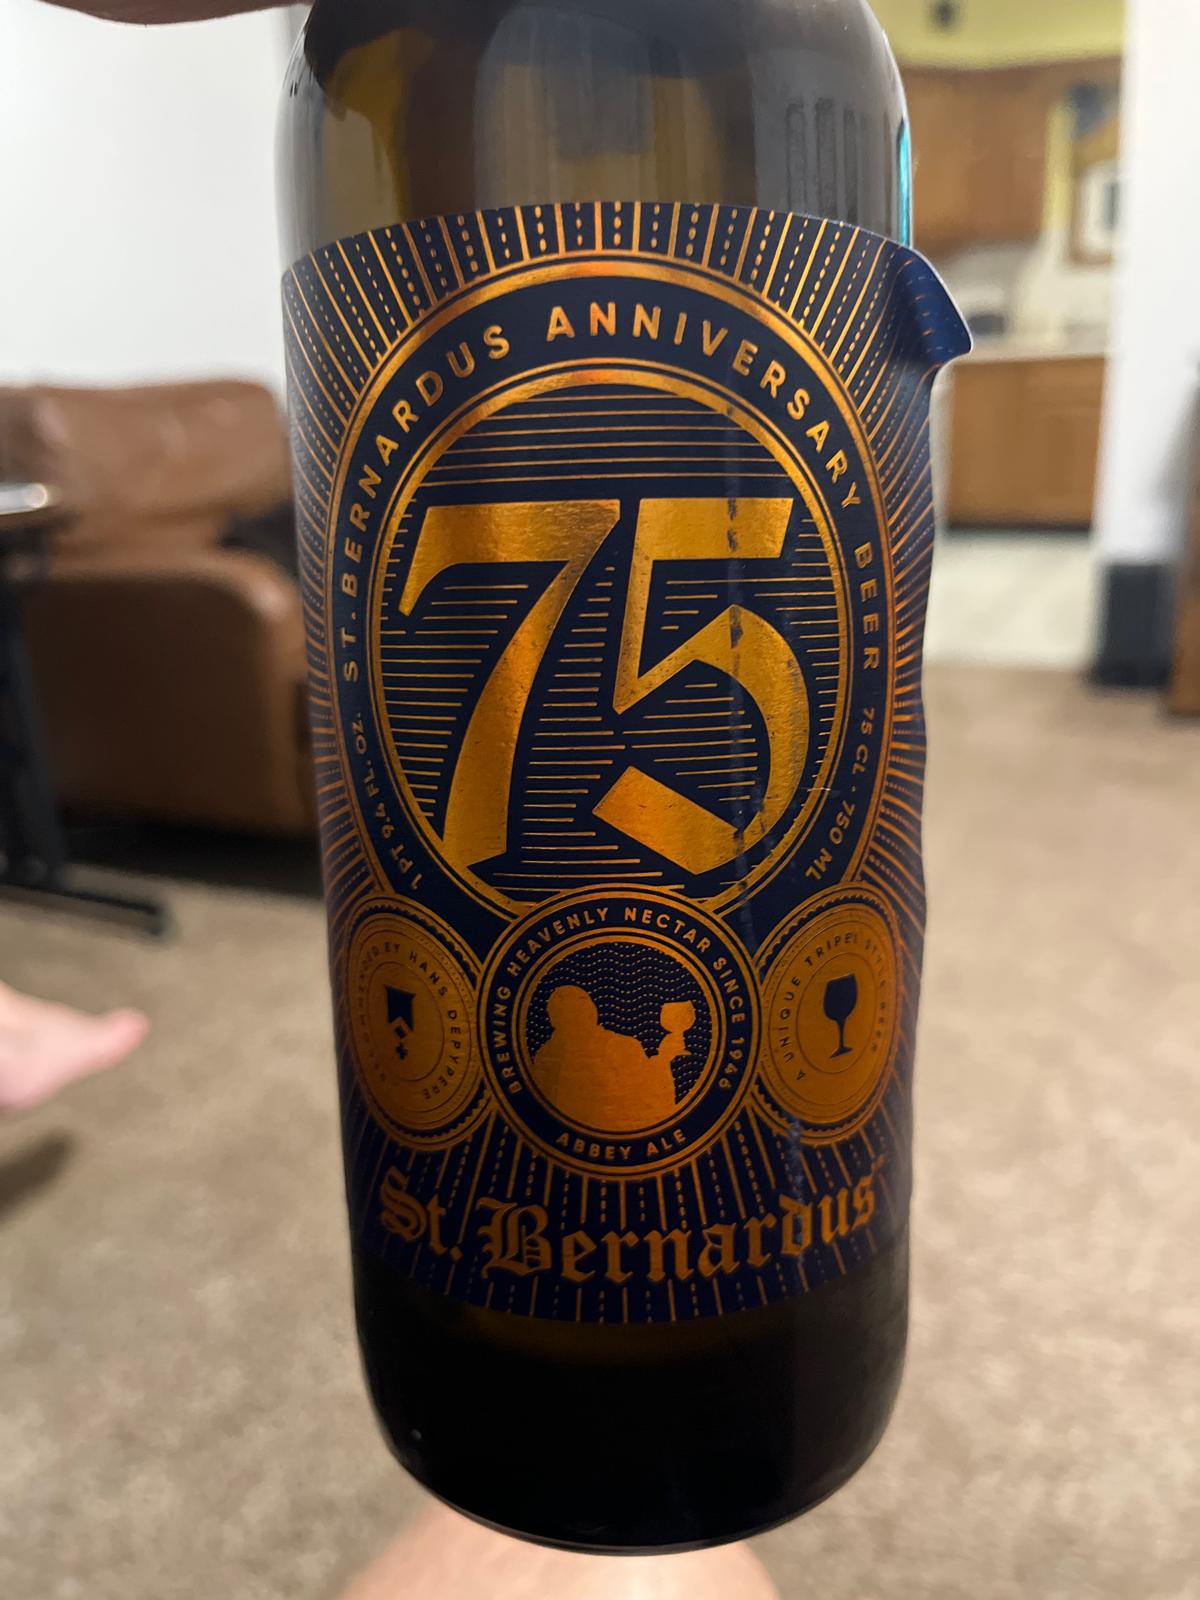 ST. BERNARDUS ANNIVERSARY BEER
75
1 PT 9.4 FL. OZ.
75 CL · 750 ML
RECOMMENDED BY HANS DEPYPERE
BREWING HEAVENLY NECTAR SINCE 1946
ABBEY ALE
A UNIQUE TRIPEL STYLE BEER
St. Bernardus